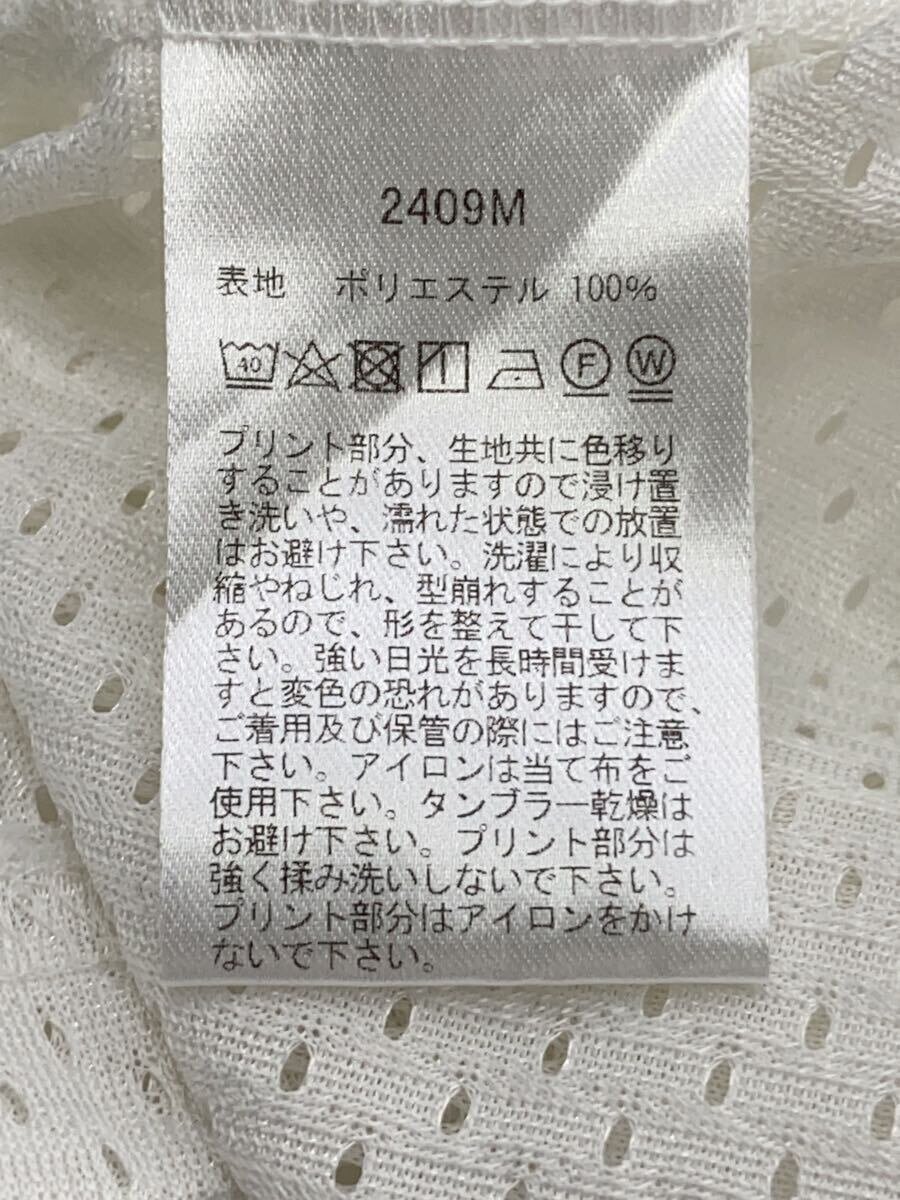 2409M
表地 ポリエステル 100%
40 F W
プリント部分、生地共に色移り
することがありますので浸け置
き洗いや、濡れた状態での放置
はお避け下さい。洗濯により収
縮やねじれ、型崩れすることが
あるので、形を整えて干して下
さい。強い日光を長時間受けま
すと変色の恐れがありますので、
ご着用及び保管の際にはご注意
下さい。アイロンは当て布をご
使用下さい。タンブラー乾燥は
お避け下さい。プリント部分は
強く揉み洗いしないで下さい。
プリント部分はアイロンをかけ
ないで下さい。